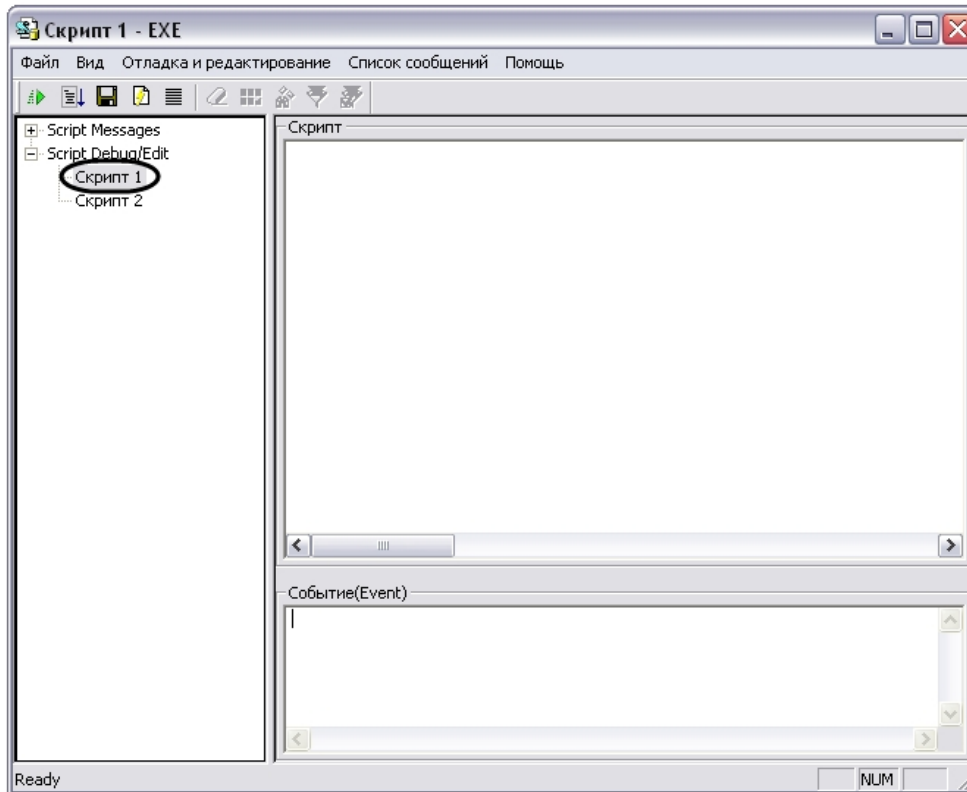 Скрипт 1 - EXE
Файл Вид Отладка и редактирование Список сообщений Помощь
Script Messages
Script Debug/Edit
Скрипт 1
Скрипт 2
Скрипт
Событие(Event)
Ready
NUM